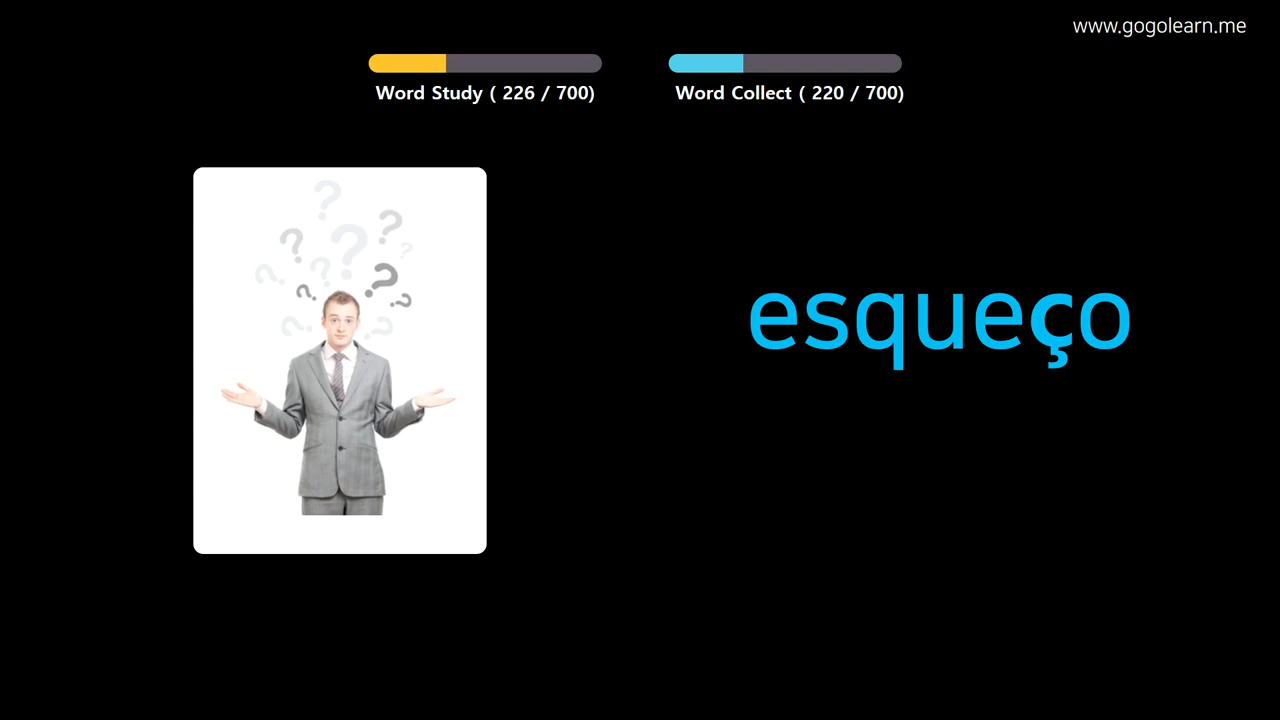 www.gogolearn.me
Word Study ( 226 / 700)
Word Collect ( 220 / 700)
? ? ? ? ? ? ? ? ? ? ? ?
esqueço